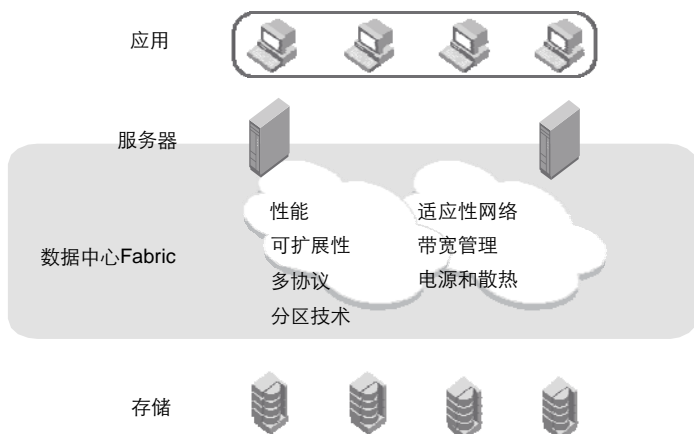 应用
服务器
数据中心Fabric
性能
可扩展性
多协议
分区技术
适应性网络
带宽管理
电源和散热
存储